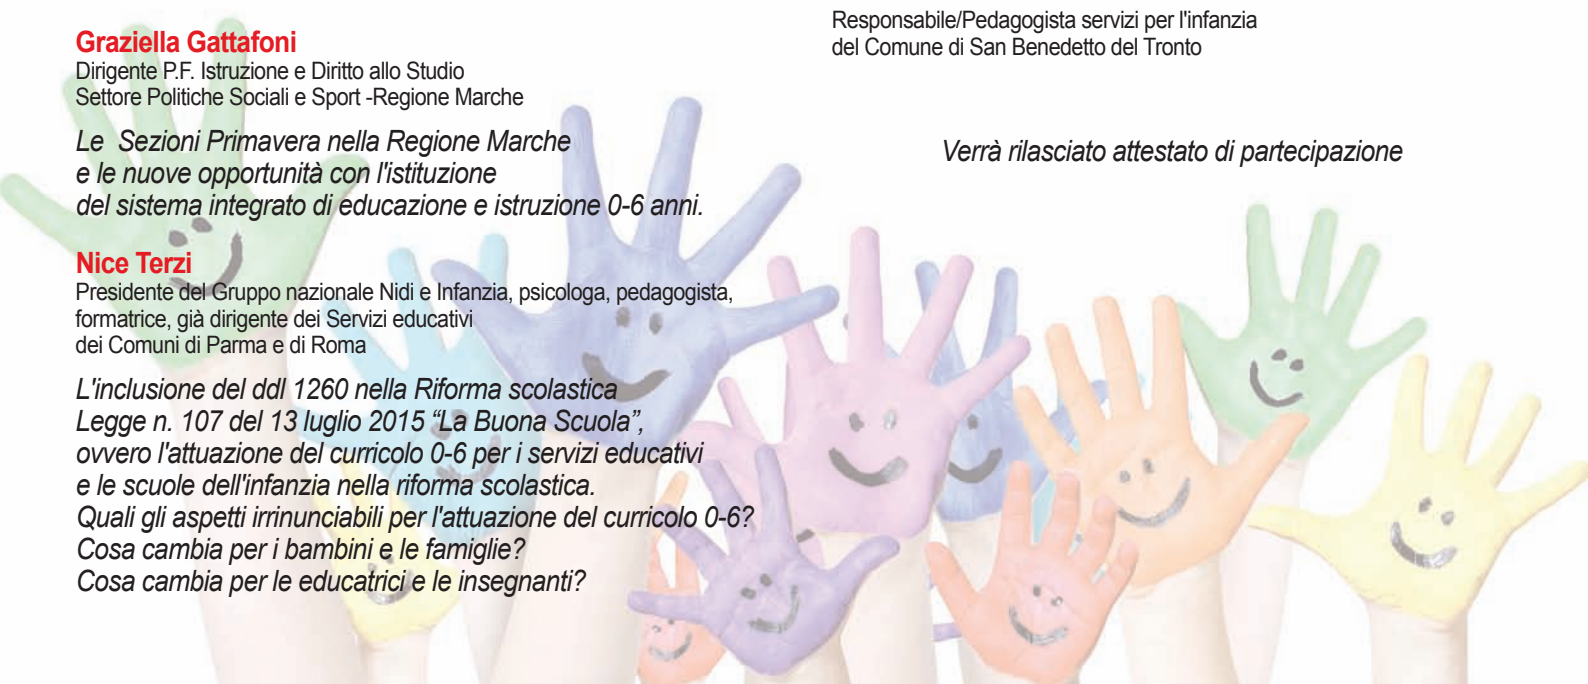 Graziella Gattafoni
Dirigente P.F. Istruzione e Diritto allo Studio
Settore Politiche Sociali e Sport -Regione Marche
Le Sezioni Primavera nella Regione Marche
e le nuove opportunità con l'istituzione
del sistema integrato di educazione e istruzione 0-6 anni.
Nice Terzi
Presidente del Gruppo nazionale Nidi e Infanzia, psicologa, pedagogista,
formatrice, già dirigente dei Servizi educativi
dei Comuni di Parma e di Roma
L'inclusione del ddl 1260 nella Riforma scolastica
Legge n. 107 del 13 luglio 2015 “La Buona Scuola”,
ovvero l'attuazione del curricolo 0-6 per i servizi educativi
e le scuole dell'infanzia nella riforma scolastica.
Quali gli aspetti irrinunciabili per l'attuazione del curricolo 0-6?
Cosa cambia per i bambini e le famiglie?
Cosa cambia per le educatrici e le insegnanti?
Responsabile/Pedagogista servizi per l'infanzia
del Comune di San Benedetto del Tronto
Verrà rilasciato attestato di partecipazione